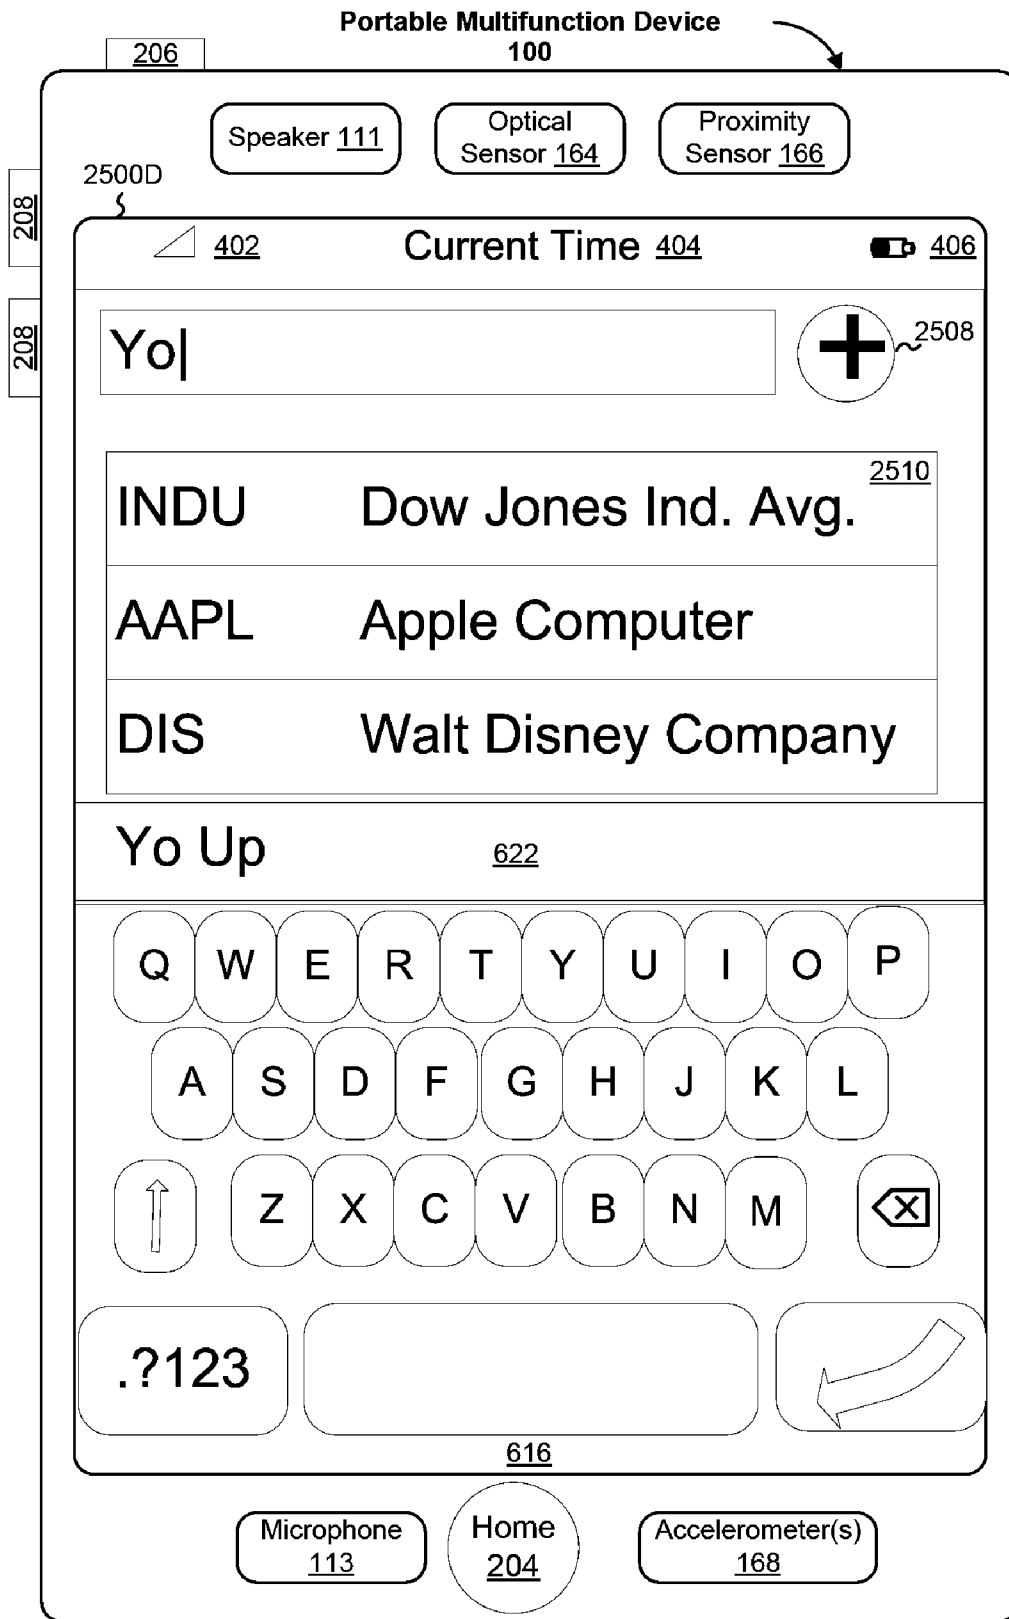 Portable Multifunction Device
100
206
Speaker 111
Optical
Sensor 164
Proximity
Sensor 166
2500D
208
208
402 Current Time 404 406
Yo
2508
2510
INDU Dow Jones Ind. Avg.
AAPL Apple Computer
DIS Walt Disney Company
Yo Up 622
Q W E R T Y U I O P
A S D F G H J K L
Z X C V B N M
.?123
616
Microphone
113
Home
204
Accelerometer(s)
168